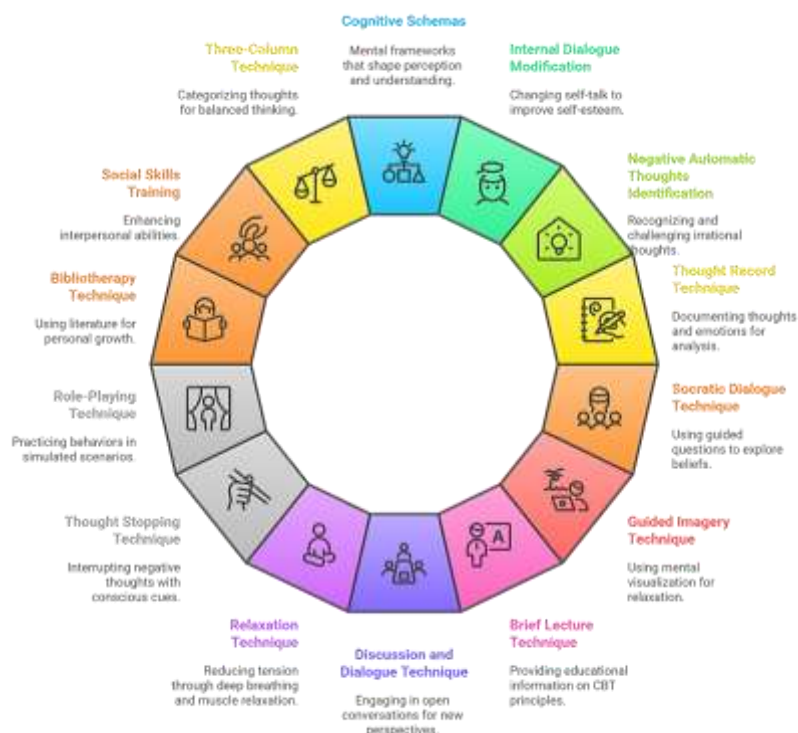 Cognitive Schemas
Mental frameworks
that shape perception
and understanding.
Internal Dialogue
Modification
Changing self-talk to
improve self-esteem.
Negative Automatic
Thoughts
Identification
Recognizing and
challenging irrational
thoughts.
Thought Record
Technique
Documenting thoughts
and emotions for
analysis.
Socratic Dialogue
Technique
Using guided
questions to explore
beliefs.
Guided Imagery
Technique
Using mental
visualization for
relaxation.
Brief Lecture
Technique
Providing educational
information on CBT
principles.
Discussion and
Dialogue Technique
Engaging in open
conversations for new
perspectives.
Relaxation
Technique
Reducing tension
through deep breathing
and muscle relaxation.
Thought Stopping
Technique
Interrupting negative
thoughts with
conscious cues.
Role-Playing
Technique
Practicing behaviors in
simulated scenarios.
Bibliotherapy
Technique
Using literature for
personal growth.
Social Skills
Training
Enhancing
interpersonal abilities.
Three-Column
Technique
Categorizing thoughts
for balanced thinking.
A